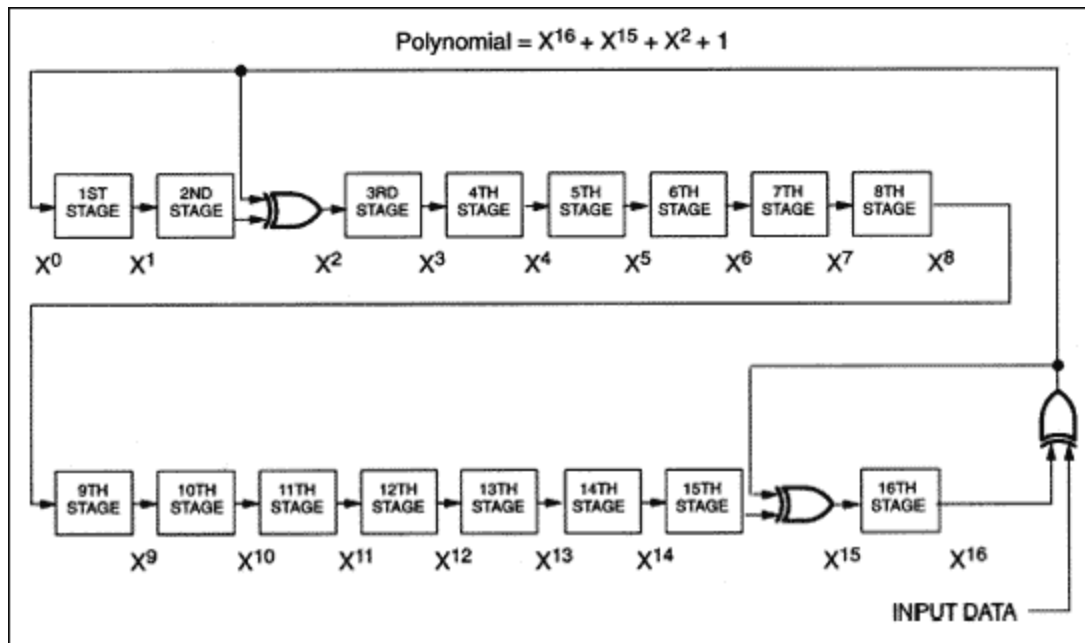 Polynomial = X¹⁶ + X¹⁵ + X² + 1
1ST STAGE
2ND STAGE
3RD STAGE
4TH STAGE
5TH STAGE
6TH STAGE
7TH STAGE
8TH STAGE
X⁰ X¹ X² X³ X⁴ X⁵ X⁶ X⁷ X⁸
9TH STAGE
10TH STAGE
11TH STAGE
12TH STAGE
13TH STAGE
14TH STAGE
15TH STAGE
16TH STAGE
X⁹ X¹⁰ X¹¹ X¹² X¹³ X¹⁴ X¹⁵ X¹⁶
INPUT DATA